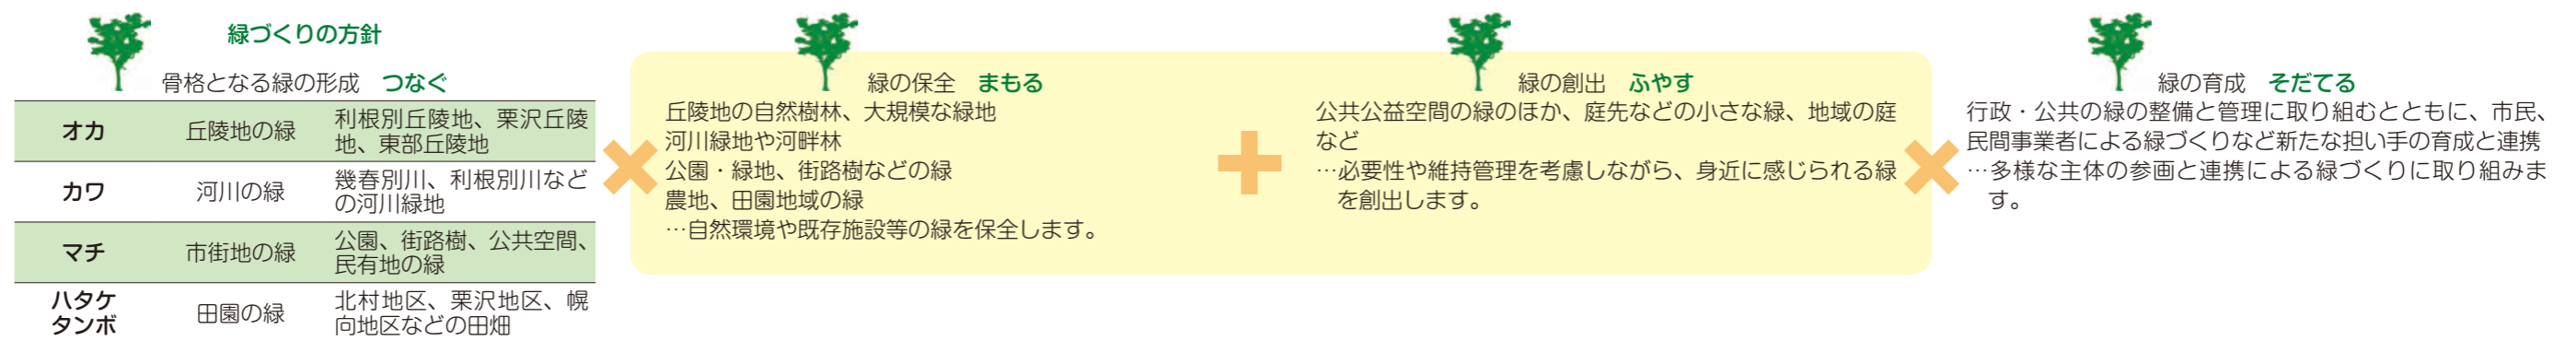 緑づくりの方針
骨格となる緑の形成 つなぐ
オカ 丘陵地の緑 利根別丘陵地、栗沢丘陵
地、東部丘陵地
カワ 河川の緑 幾春別川、利根別川など
の河川緑地
マチ 市街地の緑 公園、街路樹、公共空間、
民有地の緑
ハタケ
タンボ 田園の緑 北村地区、栗沢地区、幌
向地区などの田畑
×
緑の保全 まもる
丘陵地の自然樹林、大規模な緑地
河川緑地や河畔林
公園・緑地、街路樹などの緑
農地、田園地域の緑
…自然環境や既存施設等の緑を保全します。
+
緑の創出 ふやす
公共公益空間の緑のほか、庭先などの小さな緑、地域の庭
など
…必要性や維持管理を考慮しながら、身近に感じられる緑
を創出します。
×
緑の育成 そだてる
行政・公共の緑の整備と管理に取り組むとともに、市民、
民間事業者による緑づくりなど新たな担い手の育成と連携
…多様な主体の参画と連携による緑づくりに取り組みま
す。